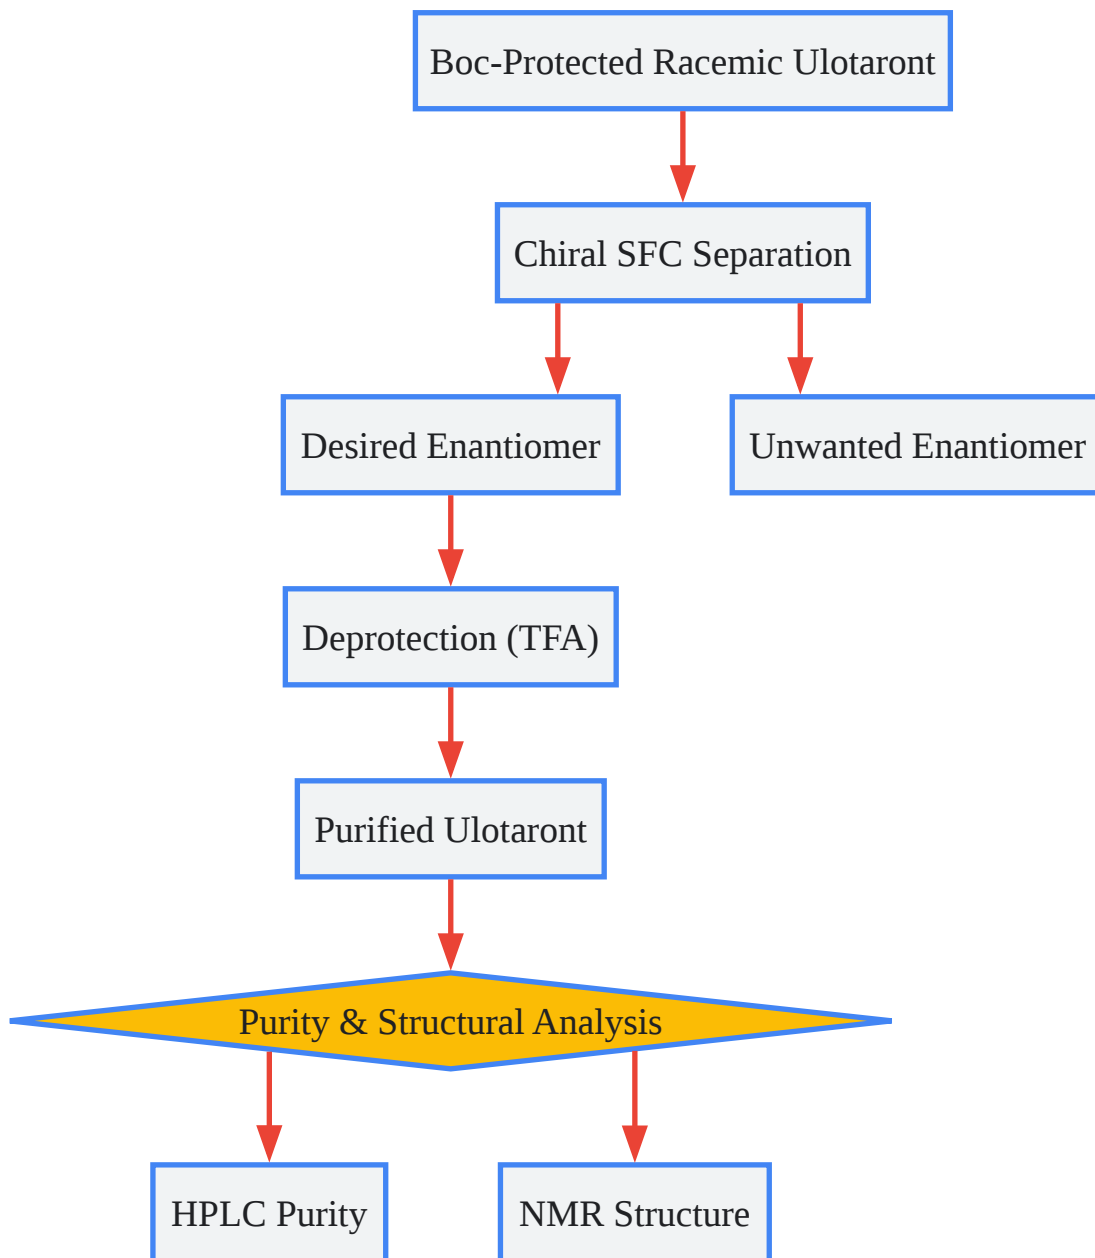 Boc-Protected Racemic Ulotaront
Chiral SFC Separation
Desired Enantiomer
Unwanted Enantiomer
Deprotection (TFA)
Purified Ulotaront
Purity & Structural Analysis
HPLC Purity
NMR Structure